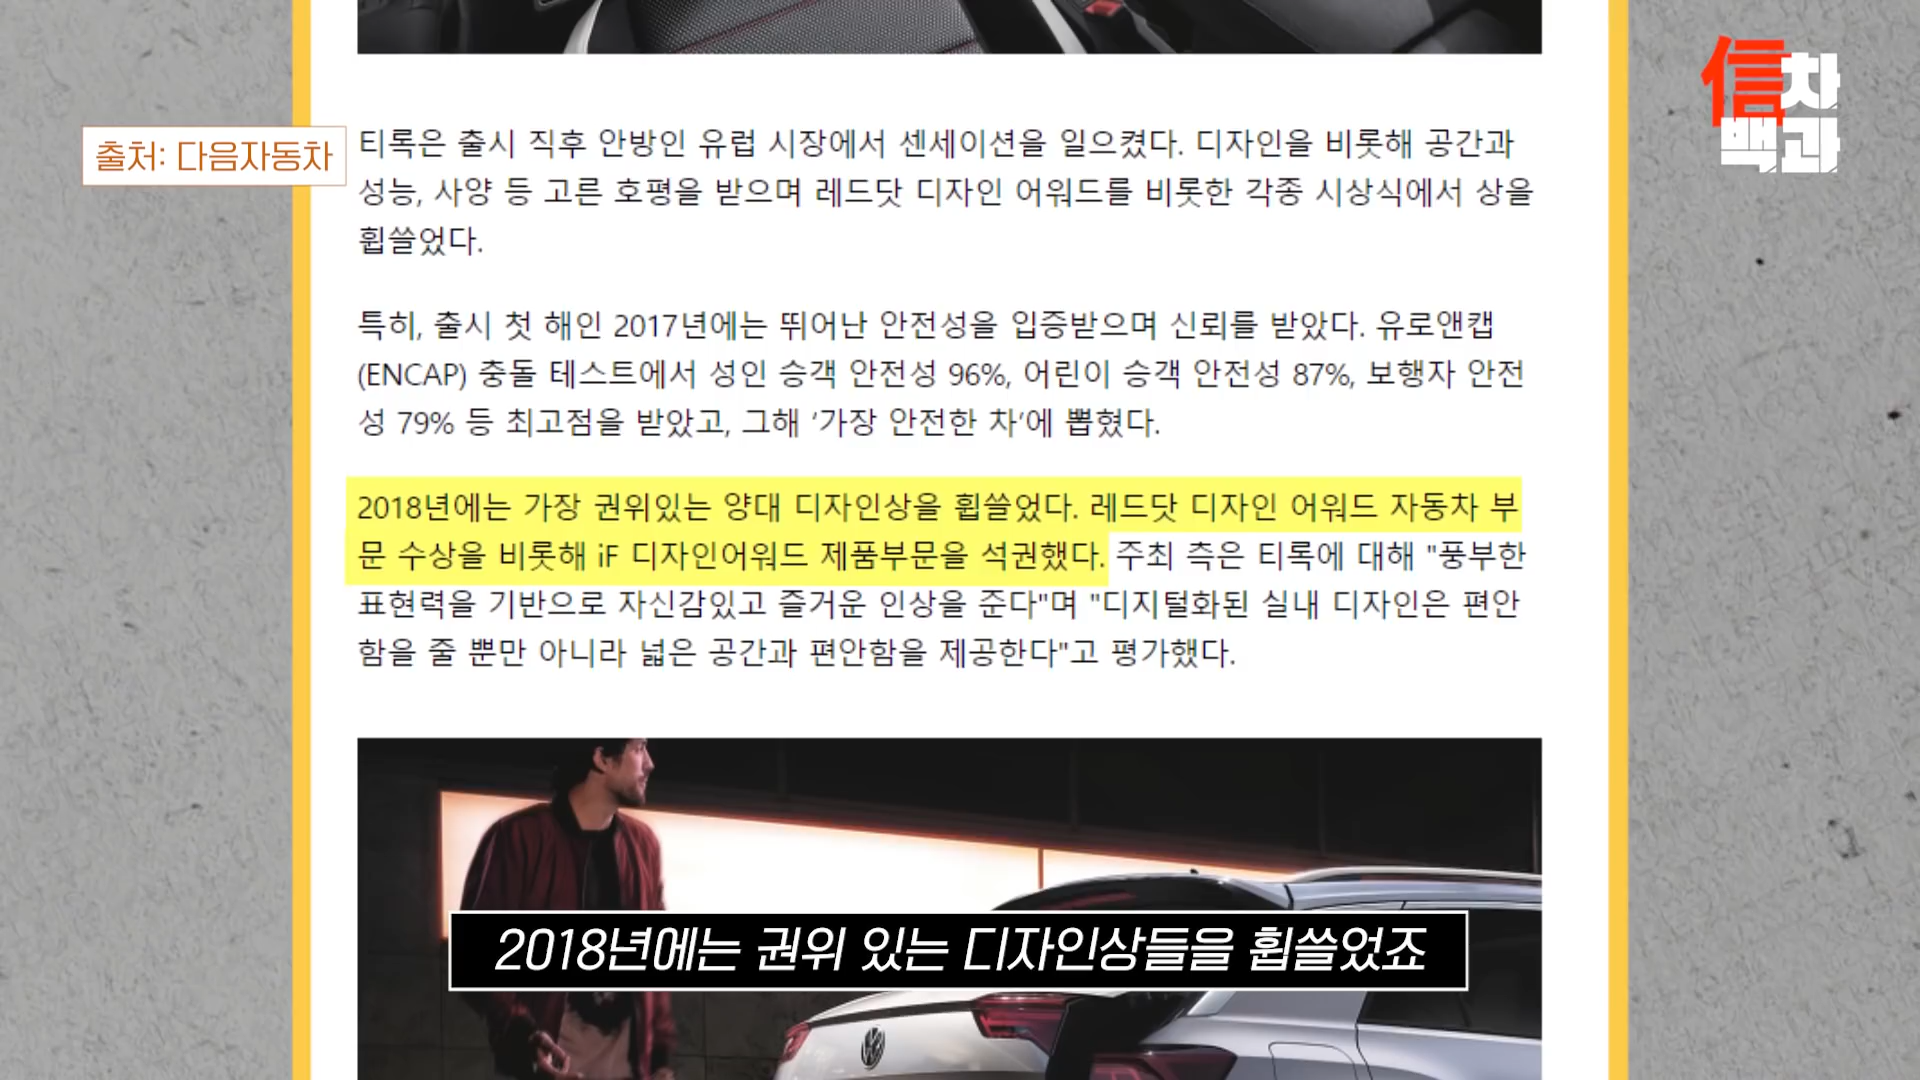 信차
백과
출처: 다음자동차
티록은 출시 직후 안방인 유럽 시장에서 센세이션을 일으켰다. 디자인을 비롯해 공간과
성능, 사양 등 고른 호평을 받으며 레드닷 디자인 어워드를 비롯한 각종 시상식에서 상을
휩쓸었다.
특히, 출시 첫 해인 2017년에는 뛰어난 안전성을 입증받으며 신뢰를 받았다. 유로앤캡
(ENCAP) 충돌 테스트에서 성인 승객 안전성 96%, 어린이 승객 안전성 87%, 보행자 안전
성 79% 등 최고점을 받았고, 그해 ‘가장 안전한 차’에 뽑혔다.
2018년에는 가장 권위있는 양대 디자인상을 휩쓸었다. 레드닷 디자인 어워드 자동차 부
문 수상을 비롯해 iF 디자인어워드 제품부문을 석권했다. 주최 측은 티록에 대해 "풍부한
표현력을 기반으로 자신감있고 즐거운 인상을 준다"며 "디지털화된 실내 디자인은 편안
함을 줄 뿐만 아니라 넓은 공간과 편안함을 제공한다"고 평가했다.
2018년에는 권위 있는 디자인상들을 휩쓸었죠